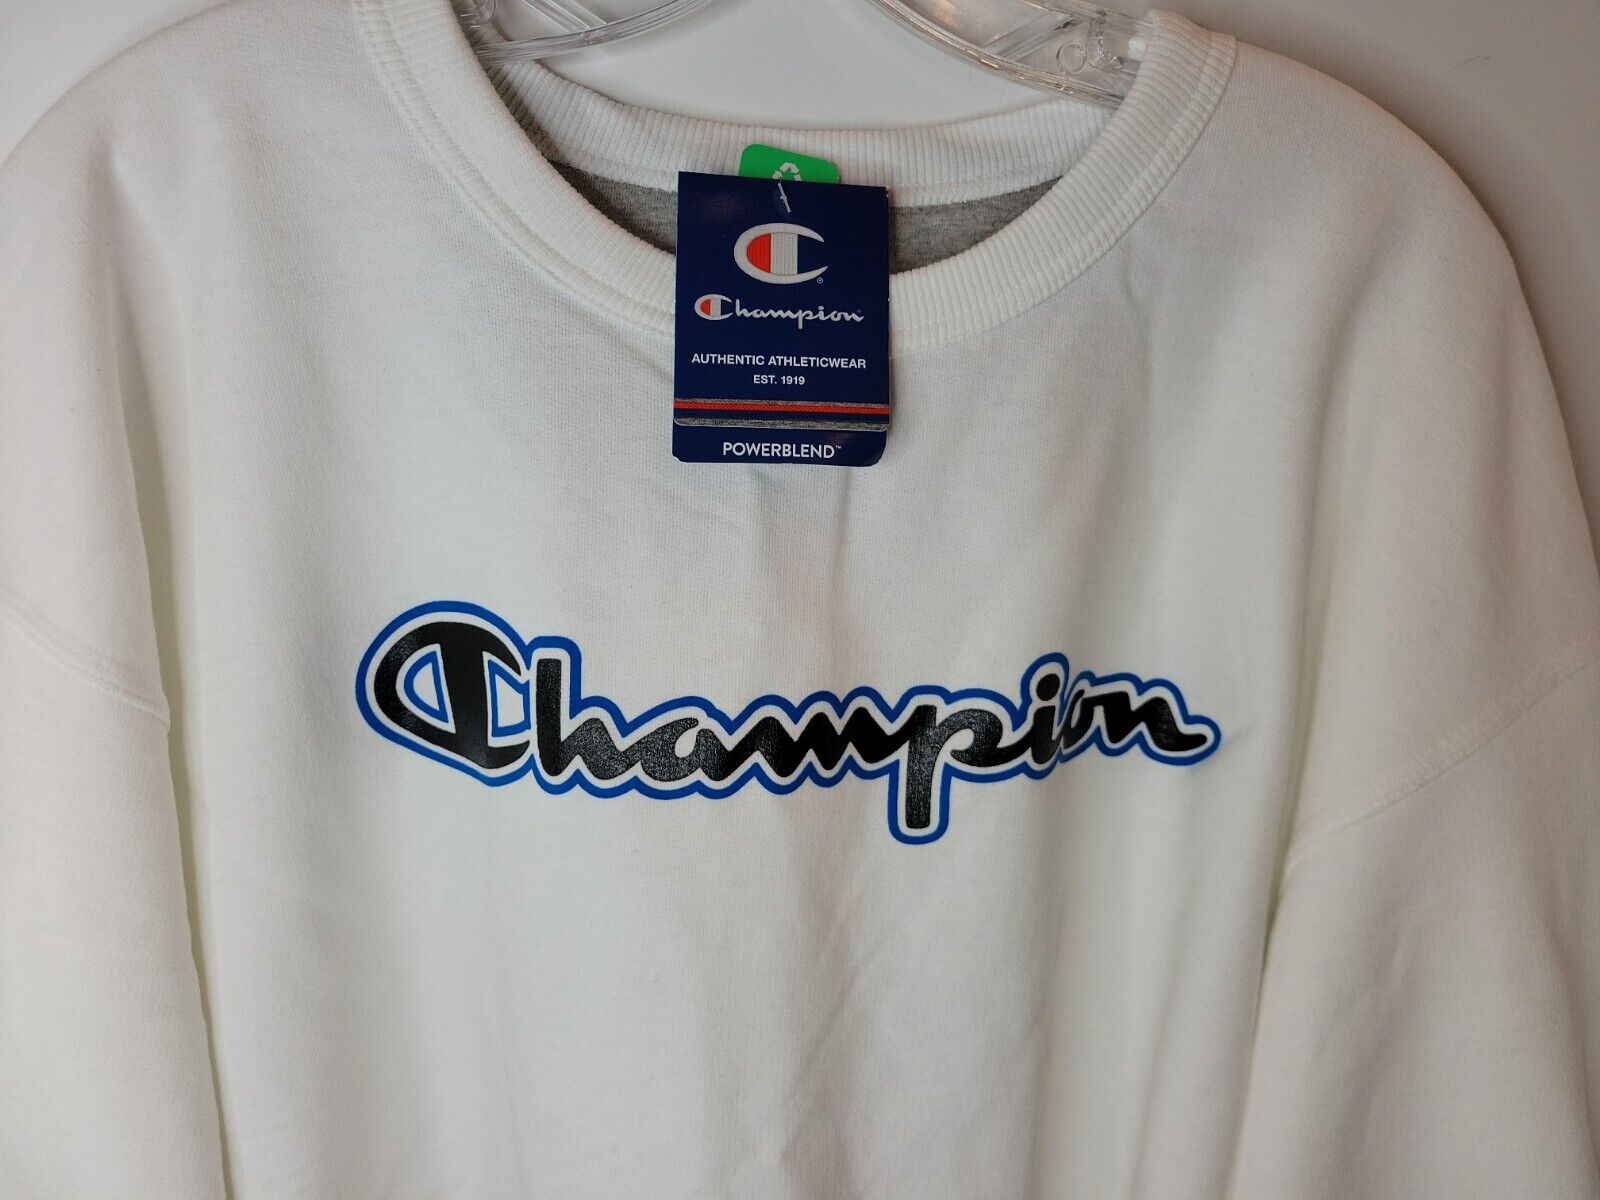 Champion
AUTHENTIC ATHLETICWEAR
EST. 1919
POWERBLEND™
Champion